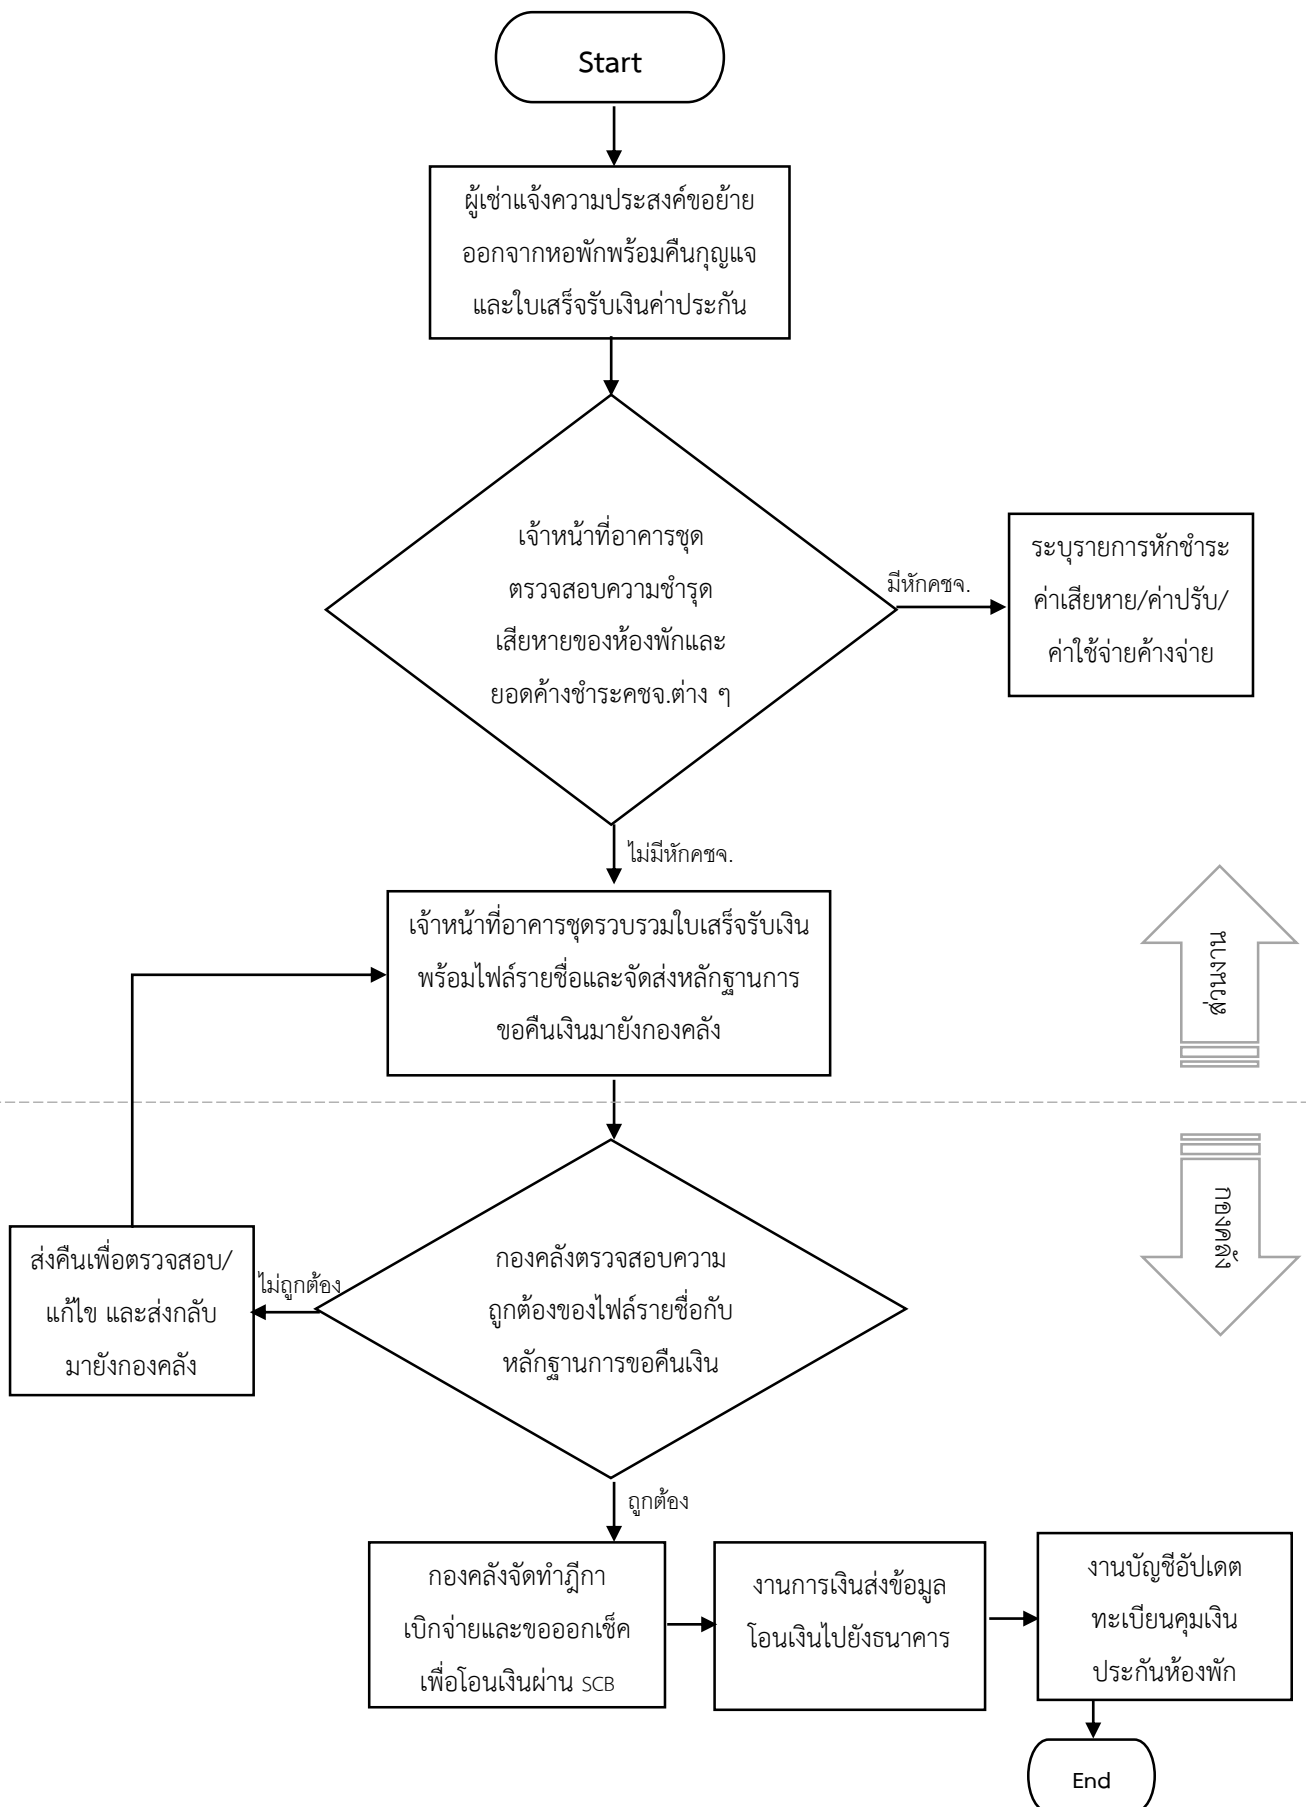 Start
ผู้เช่าแจ้งความประสงค์ขอย้าย
ออกจากหอพักพร้อมคืนกุญแจ
และใบเสร็จรับเงินค่าประกัน
เจ้าหน้าที่อาคารชุด
ตรวจสอบความชำรุด
เสียหายของห้องพักและ
ยอดค้างชำระคชจ.ต่าง ๆ
มีหักคชจ.
ระบุรายการหักชำระ
ค่าเสียหาย/ค่าปรับ/
ค่าใช้จ่ายค้างจ่าย
ไม่มีหักคชจ.
เจ้าหน้าที่อาคารชุดรวบรวมใบเสร็จรับเงิน
พร้อมไฟล์รายชื่อและจัดส่งหลักฐานการ
ขอคืนเงินมายังกองคลัง
ส่วนงาน
กองคลัง
ส่งคืนเพื่อตรวจสอบ/
แก้ไข และส่งกลับ
มายังกองคลัง
ไม่ถูกต้อง
กองคลังตรวจสอบความ
ถูกต้องของไฟล์รายชื่อกับ
หลักฐานการขอคืนเงิน
ถูกต้อง
กองคลังจัดทำฎีกา
เบิกจ่ายและขอออกเช็ค
เพื่อโอนเงินผ่าน SCB
งานการเงินส่งข้อมูล
โอนเงินไปยังธนาคาร
งานบัญชีอัปเดต
ทะเบียนคุมเงิน
ประกันห้องพัก
End